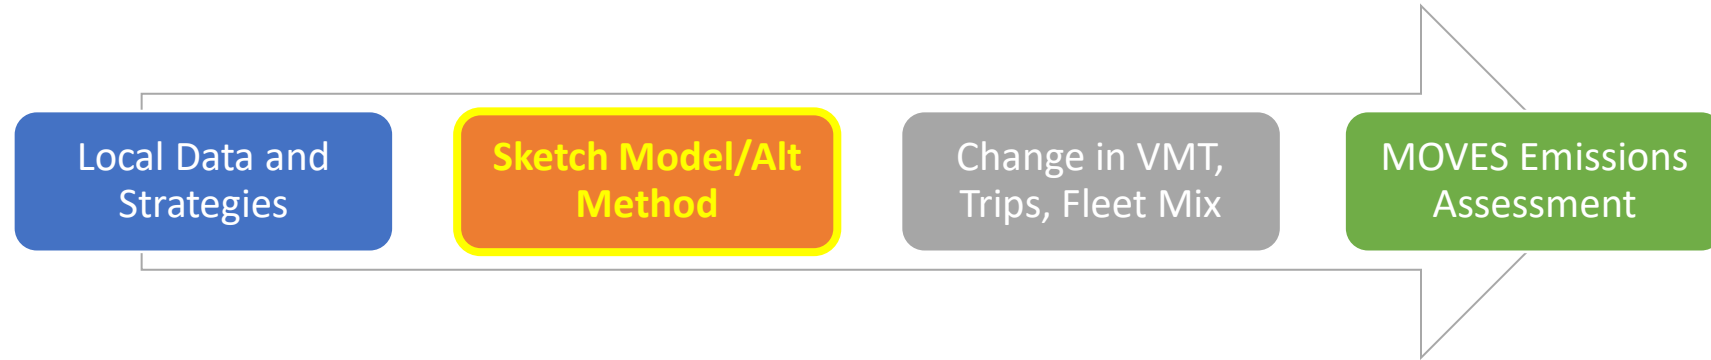 Local Data and
Strategies
Sketch Model/Alt
Method
Change in VMT,
Trips, Fleet Mix
MOVES Emissions
Assessment